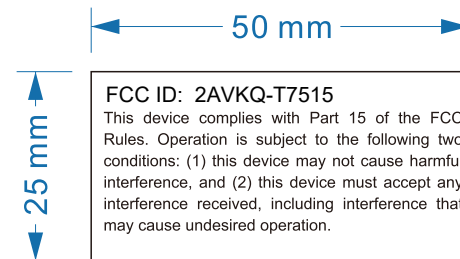 50 mm
25 mm
FCC ID: 2AVKQ-T7515
This device complies with Part 15 of the FCC
Rules. Operation is subject to the following two
conditions: (1) this device may not cause harmfu
interference, and (2) this device must accept any
interference received, including interference that
may cause undesired operation.